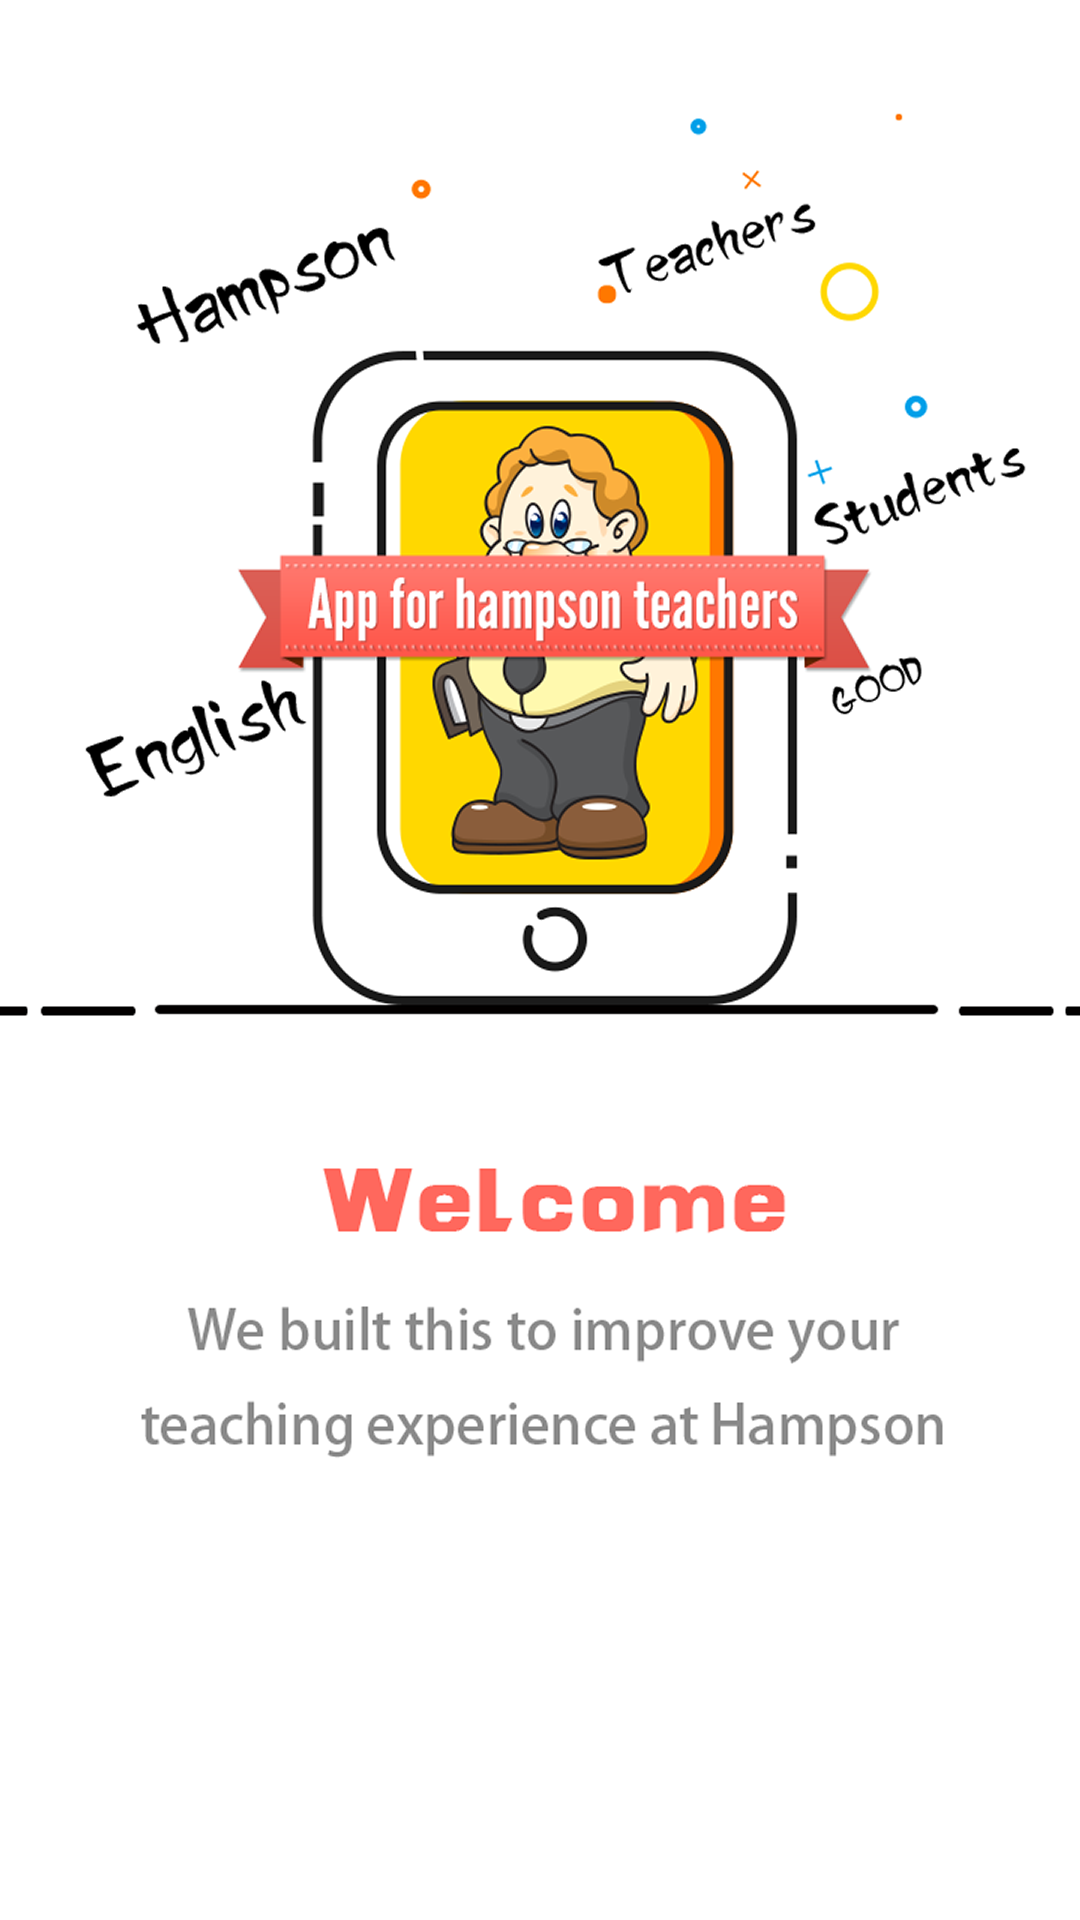 Hampson
Teachers
Students
App for hampson teachers
GOOD
English
Welcome
We built this to improve your
teaching experience at Hampson